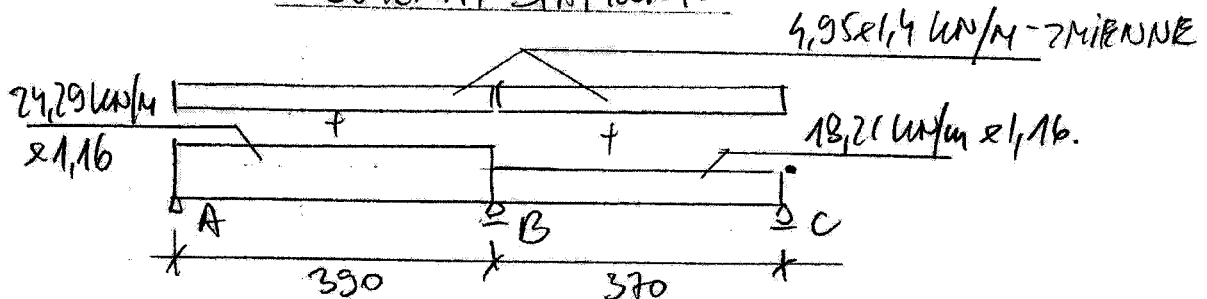 4,95x1,4 kN/m - ZMIENNE
24,29 kN/m
x1,16
+ +
18,21 kN/m x1,16.
A B C
390 370